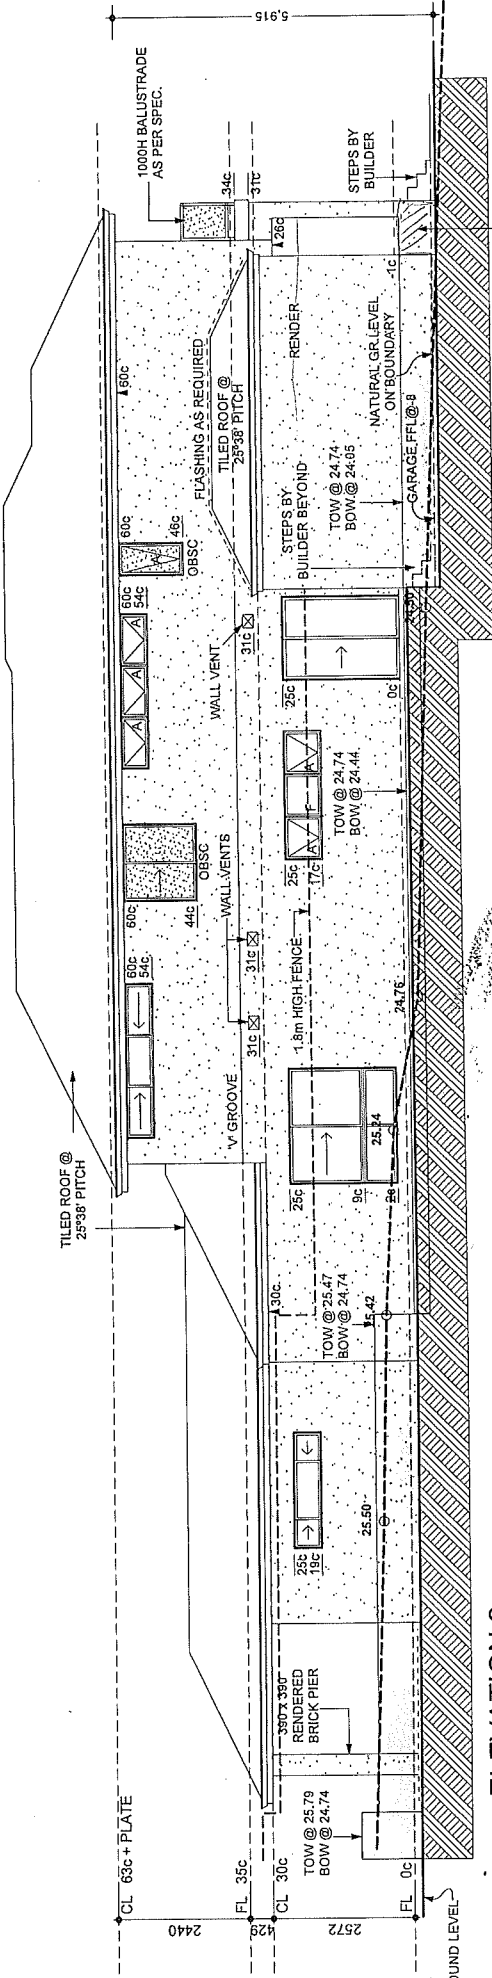 TILED ROOF @
25°38' PITCH
1000H BALUSTRADE
AS PER SPEC.
5,915
CL 63c + PLATE
2440
FL 35c
429
CL 30c
2572
FL 0c
OUND LEVEL
TOW @ 25.79
BOW @ 24.74
390 x 390
RENDERED
BRICK PIER
25c
19c
25.50
30c
TOW @ 25.47
BOW @ 24.74
25.42
'V' GROOVE
60c
54c
25c
9c
2c
25.24
31c
31c
WALL VENTS
60c
44c
OBSC
1.8m HIGH FENCE
24.76
60c
54c
A
A
A
25c
17c
A
F
A
TOW @ 24.74
BOW @ 24.44
WALL VENT
31c
60c
46c
OBSC
25c
0c
60c
FLASHING AS REQUIRED
TILED ROOF @
25°38' PITCH
STEPS BY
BUILDER BEYOND
TOW @ 24.74
BOW @ 24.05
RENDER
NATURAL GR.LEVEL
ON BOUNDARY
GARAGE FFL@-8
34c
31c
26c
-1c
STEPS BY
BUILDER